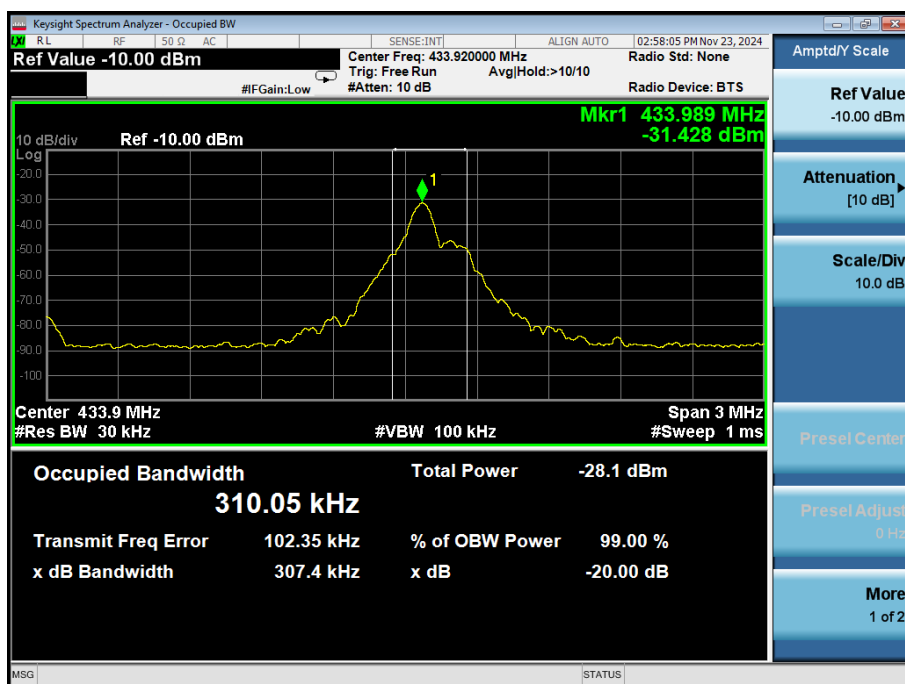 Keysight Spectrum Analyzer - Occupied BW
LXI RL RF 50 Ω AC SENSE:INT ALIGN AUTO 02:58:05 PM Nov 23, 2024
Ref Value -10.00 dBm
Center Freq: 433.920000 MHz
Radio Std: None
Trig: Free Run Avg|Hold:>10/10
#IFGain:Low
#Atten: 10 dB
Radio Device: BTS
Mkr1 433.989 MHz
-31.428 dBm
10 dB/div Ref -10.00 dBm
Log
1
-20.0
-30.0
-40.0
-50.0
-60.0
-70.0
-80.0
-90.0
-100
Center 433.9 MHz Span 3 MHz
#Res BW 30 kHz #VBW 100 kHz #Sweep 1 ms
Occupied Bandwidth Total Power -28.1 dBm
310.05 kHz
Transmit Freq Error 102.35 kHz % of OBW Power 99.00 %
x dB Bandwidth 307.4 kHz x dB -20.00 dB
MSG STATUS
Amptd/Y Scale
Ref Value
-10.00 dBm
Attenuation
[10 dB]
Scale/Div
10.0 dB
Presel Center
Presel Adjust
0 Hz
More
1 of 2